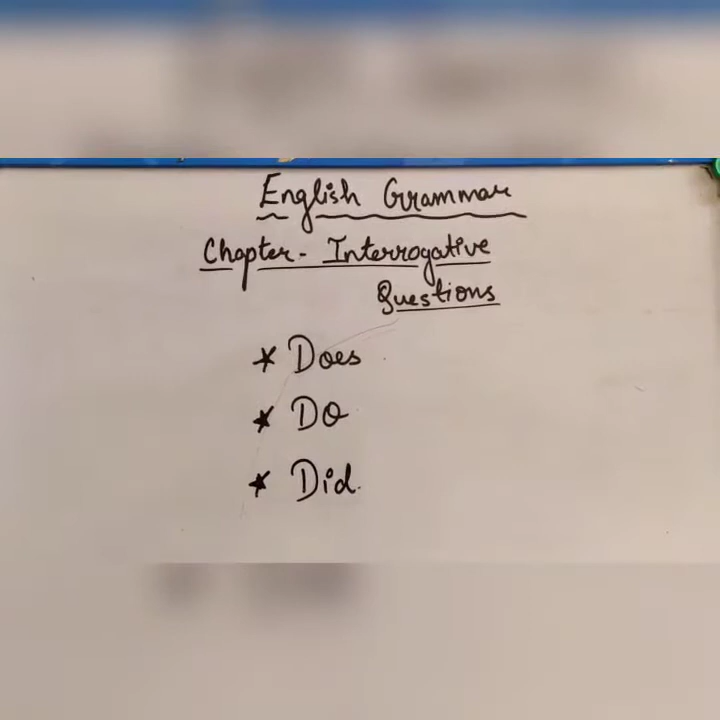 English Grammar
Chapter - Interrogative
Questions
* Does
* Do
* Did.